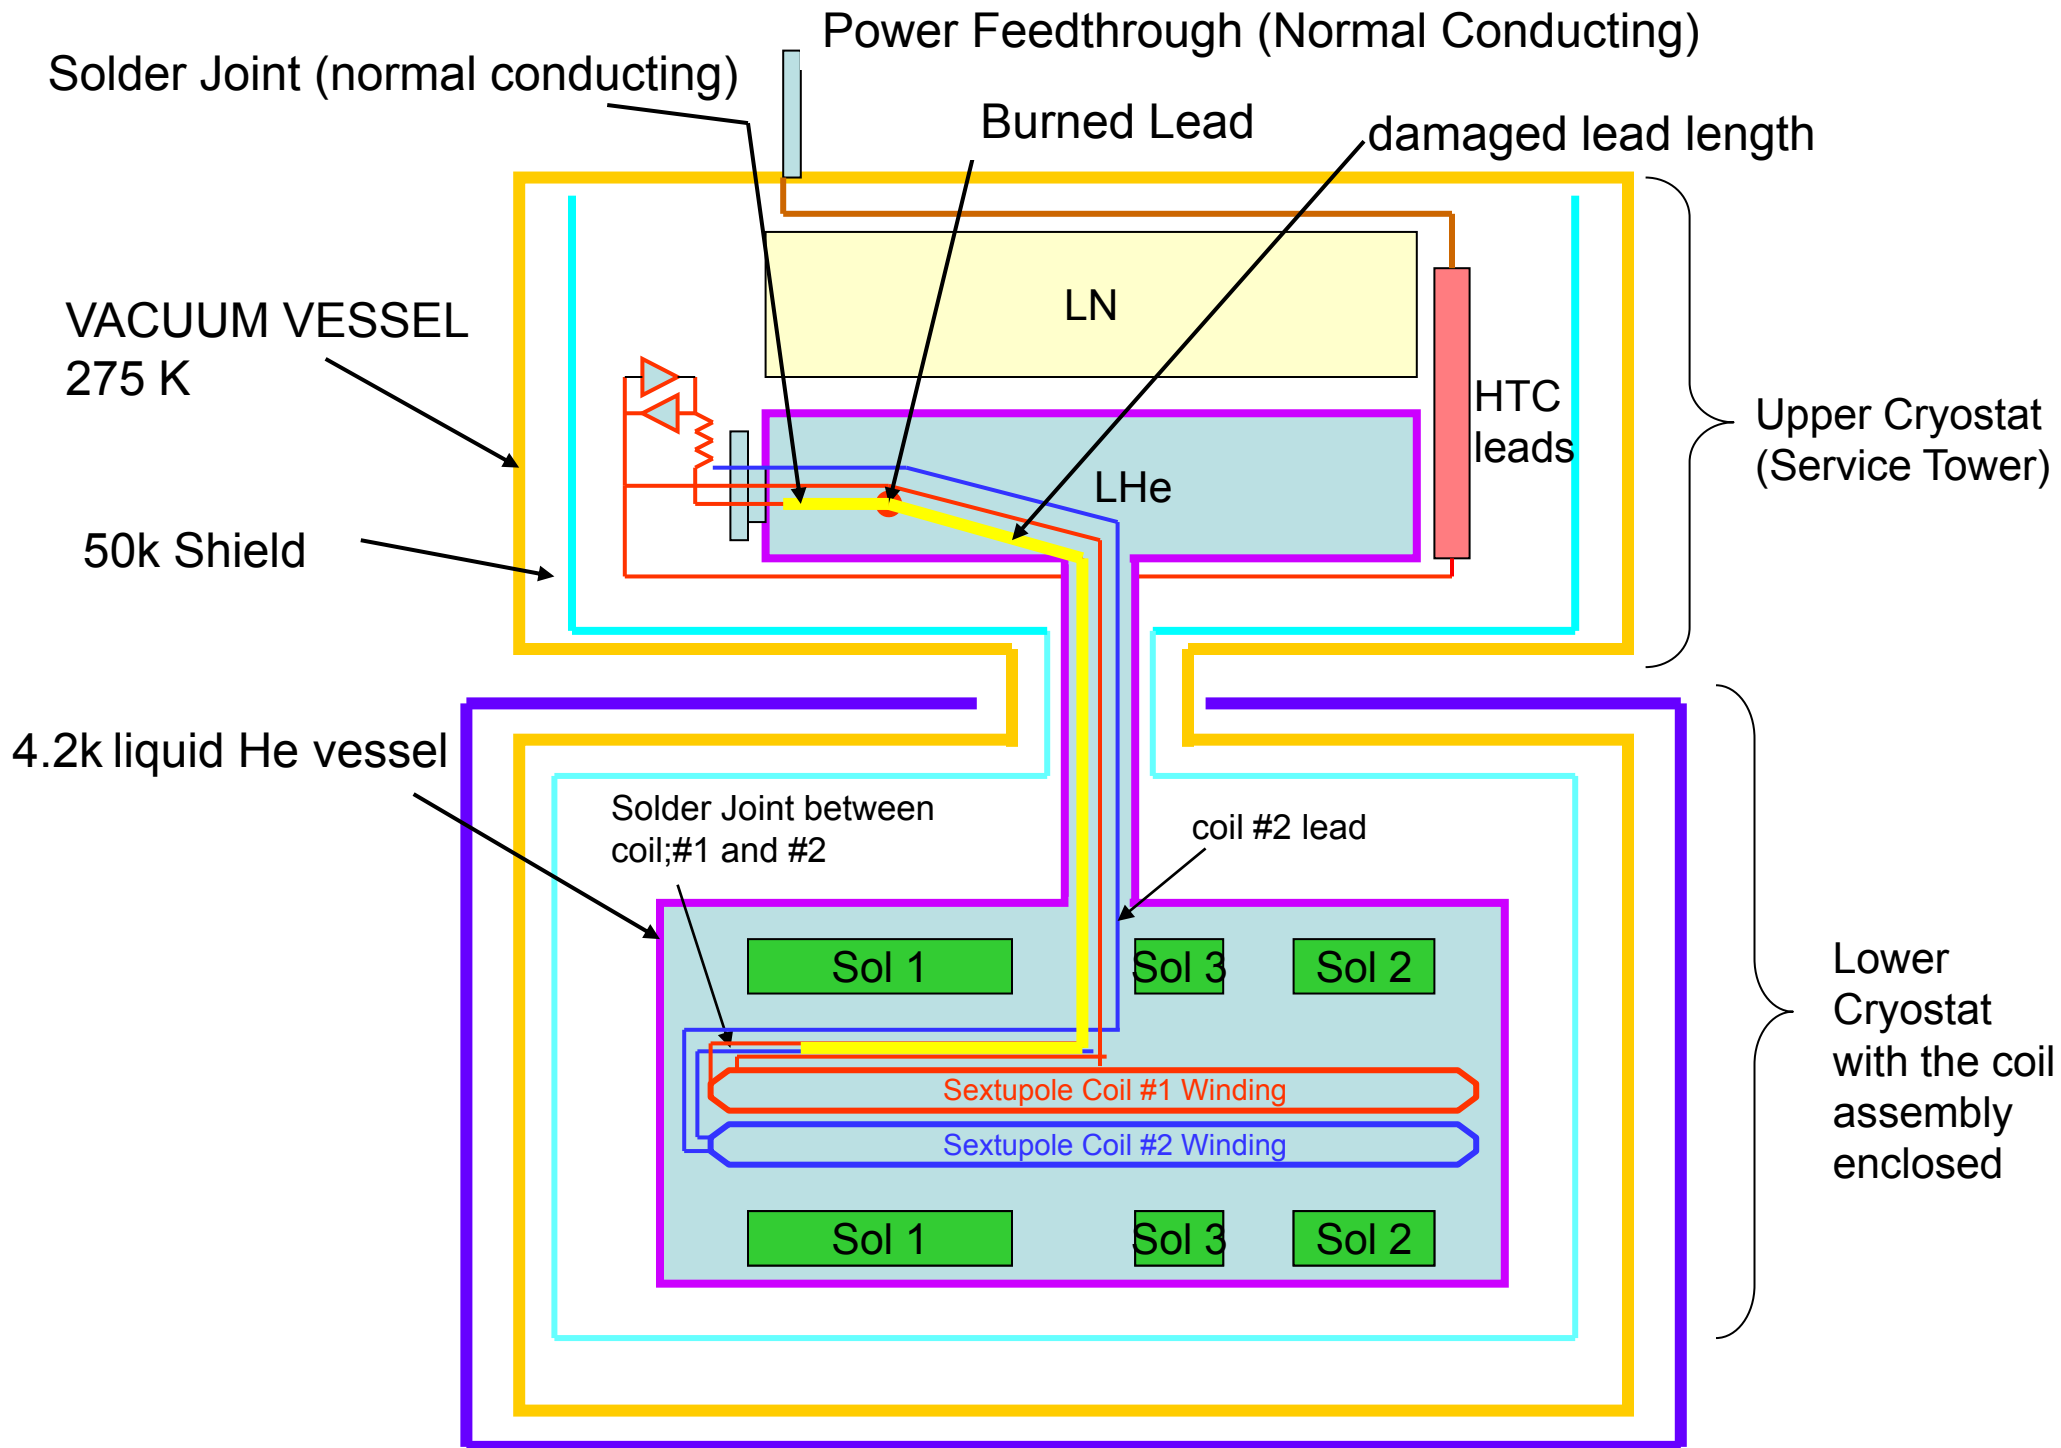 Power Feedthrough (Normal Conducting)
Solder Joint (normal conducting)
Burned Lead
damaged lead length
LN
VACUUM VESSEL
275 K
HTC
leads
Upper Cryostat
(Service Tower)
LHe
50k Shield
4.2k liquid He vessel
Solder Joint between
coil;#1 and #2
coil #2 lead
Sol 1
Sol 3
Sol 2
Lower
Cryostat
with the coil
assembly
enclosed
Sextupole Coil #1 Winding
Sextupole Coil #2 Winding
Sol 1
Sol 3
Sol 2